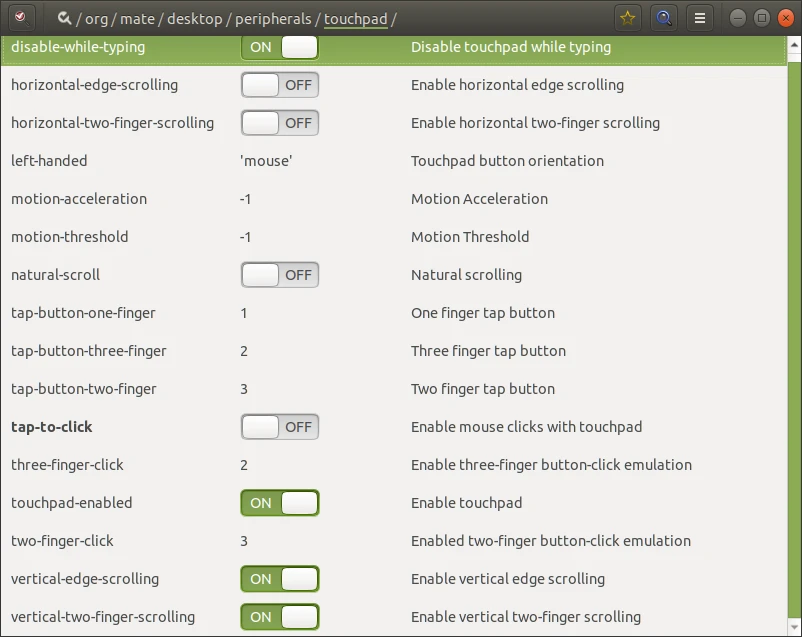 / org / mate / desktop / peripherals / touchpad /
disable-while-typing ON Disable touchpad while typing
horizontal-edge-scrolling OFF Enable horizontal edge scrolling
horizontal-two-finger-scrolling OFF Enable horizontal two-finger scrolling
left-handed 'mouse' Touchpad button orientation
motion-acceleration -1 Motion Acceleration
motion-threshold -1 Motion Threshold
natural-scroll OFF Natural scrolling
tap-button-one-finger 1 One finger tap button
tap-button-three-finger 2 Three finger tap button
tap-button-two-finger 3 Two finger tap button
tap-to-click OFF Enable mouse clicks with touchpad
three-finger-click 2 Enable three-finger button-click emulation
touchpad-enabled ON Enable touchpad
two-finger-click 3 Enabled two-finger button-click emulation
vertical-edge-scrolling ON Enable vertical edge scrolling
vertical-two-finger-scrolling ON Enable vertical two-finger scrolling